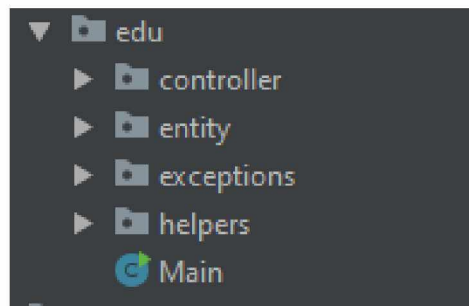 edu
controller
entity
exceptions
helpers
C Main